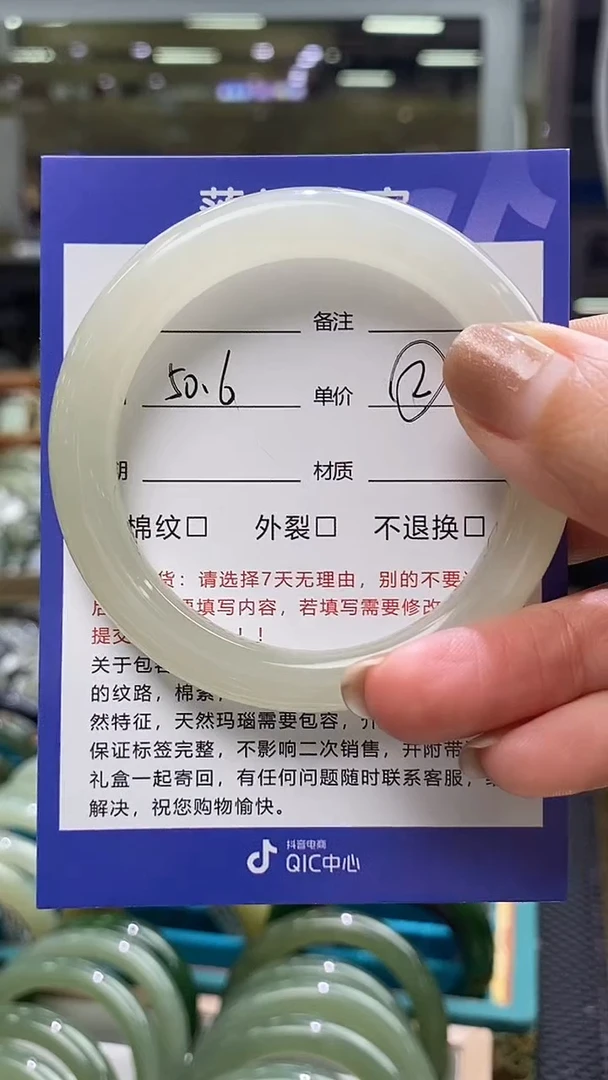 备注
50.6 单价 ②
材质
棉纹□ 外裂□ 不退换□
货：请选择7天无理由，别的不要
填写内容，若填写需要修改
提交 ！！
关于包容
的纹路，棉絮，
然特征，天然玛瑙需要包容，
保证标签完整，不影响二次销售，并附带
礼盒一起寄回，有任何问题随时联系客服，
解决，祝您购物愉快。
抖音电商
QIC中心